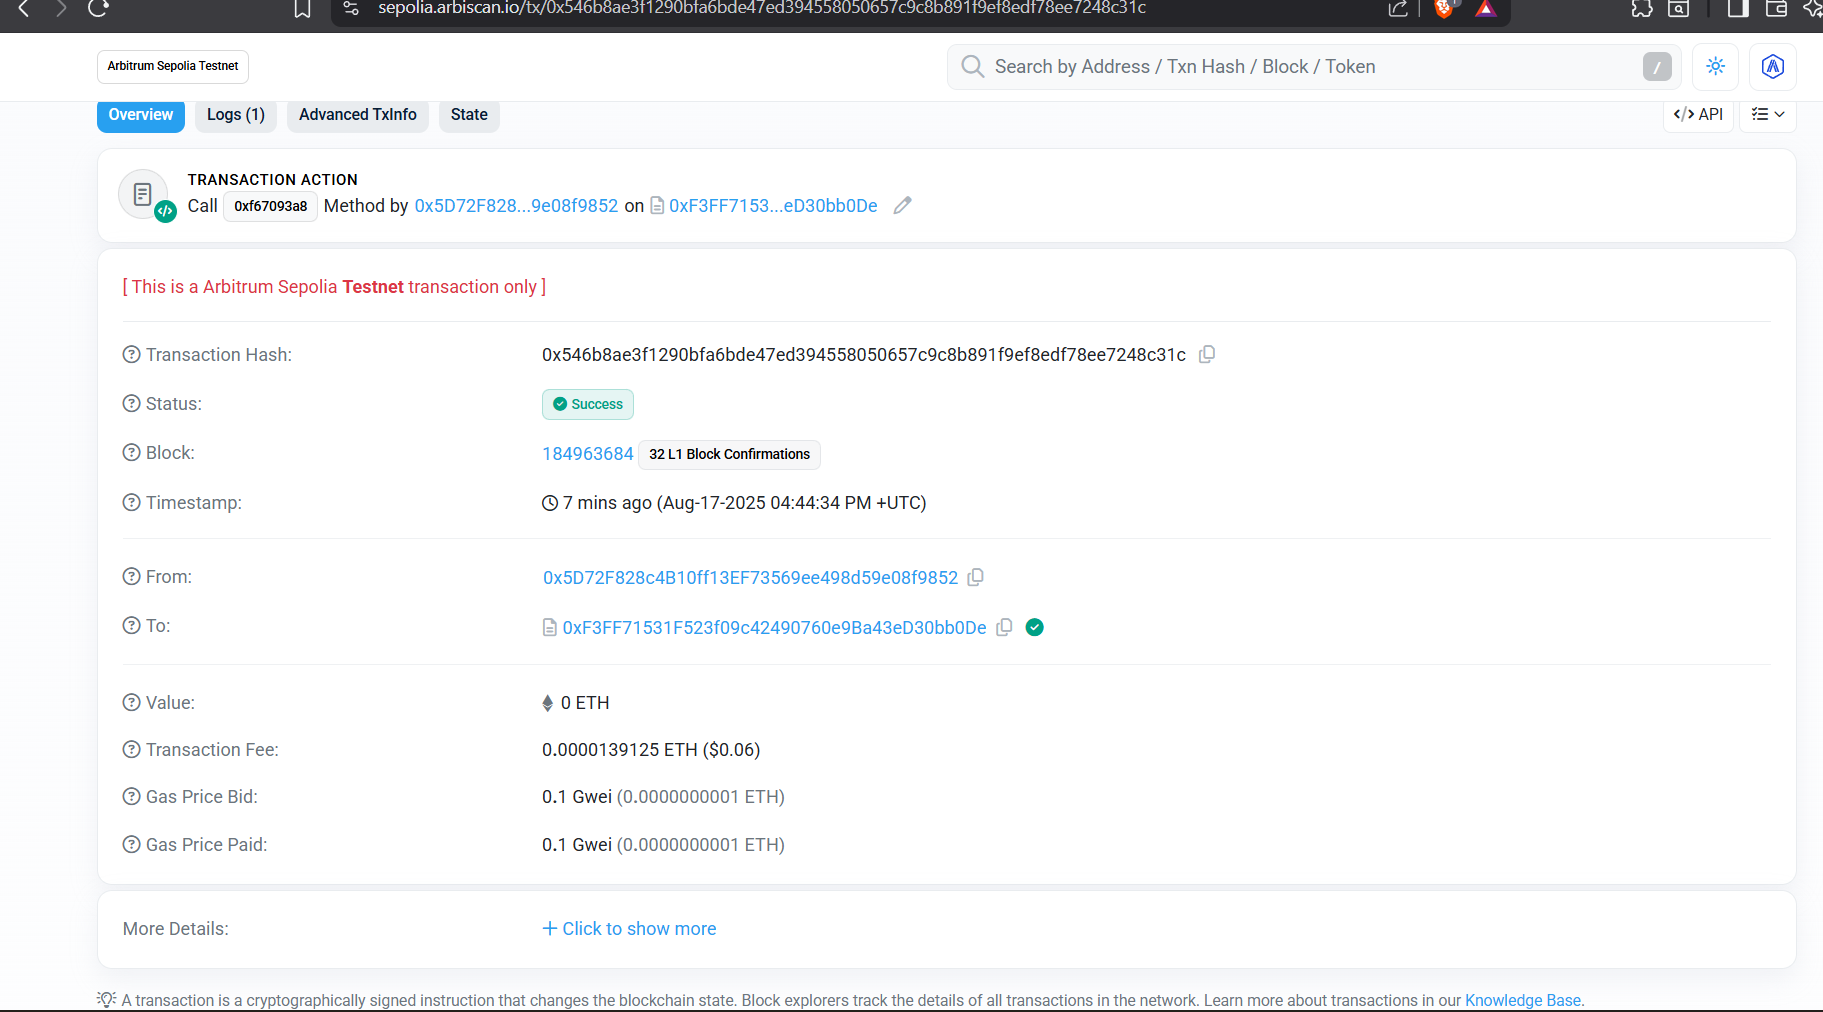 sepolia.arbiscan.io/tx/0x546b8ae3f1290bfa6bde47ed394558050657c9c8b891f9ef8edf78ee7248c31c
Arbitrum Sepolia Testnet
Search by Address / Txn Hash / Block / Token
/
Overview
Logs (1)
Advanced TxInfo
State
</> API
TRANSACTION ACTION
Call 0xf67093a8 Method by 0x5D72F828...9e08f9852 on 0xF3FF7153...eD30bb0De
[ This is a Arbitrum Sepolia Testnet transaction only ]
Transaction Hash: 0x546b8ae3f1290bfa6bde47ed394558050657c9c8b891f9ef8edf78ee7248c31c
Status: Success
Block: 184963684 32 L1 Block Confirmations
Timestamp: 7 mins ago (Aug-17-2025 04:44:34 PM +UTC)
From: 0x5D72F828c4B10ff13EF73569ee498d59e08f9852
To: 0xF3FF71531F523f09c42490760e9Ba43eD30bb0De
Value: 0 ETH
Transaction Fee: 0.0000139125 ETH ($0.06)
Gas Price Bid: 0.1 Gwei (0.0000000001 ETH)
Gas Price Paid: 0.1 Gwei (0.0000000001 ETH)
More Details: + Click to show more
A transaction is a cryptographically signed instruction that changes the blockchain state. Block explorers track the details of all transactions in the network. Learn more about transactions in our Knowledge Base.